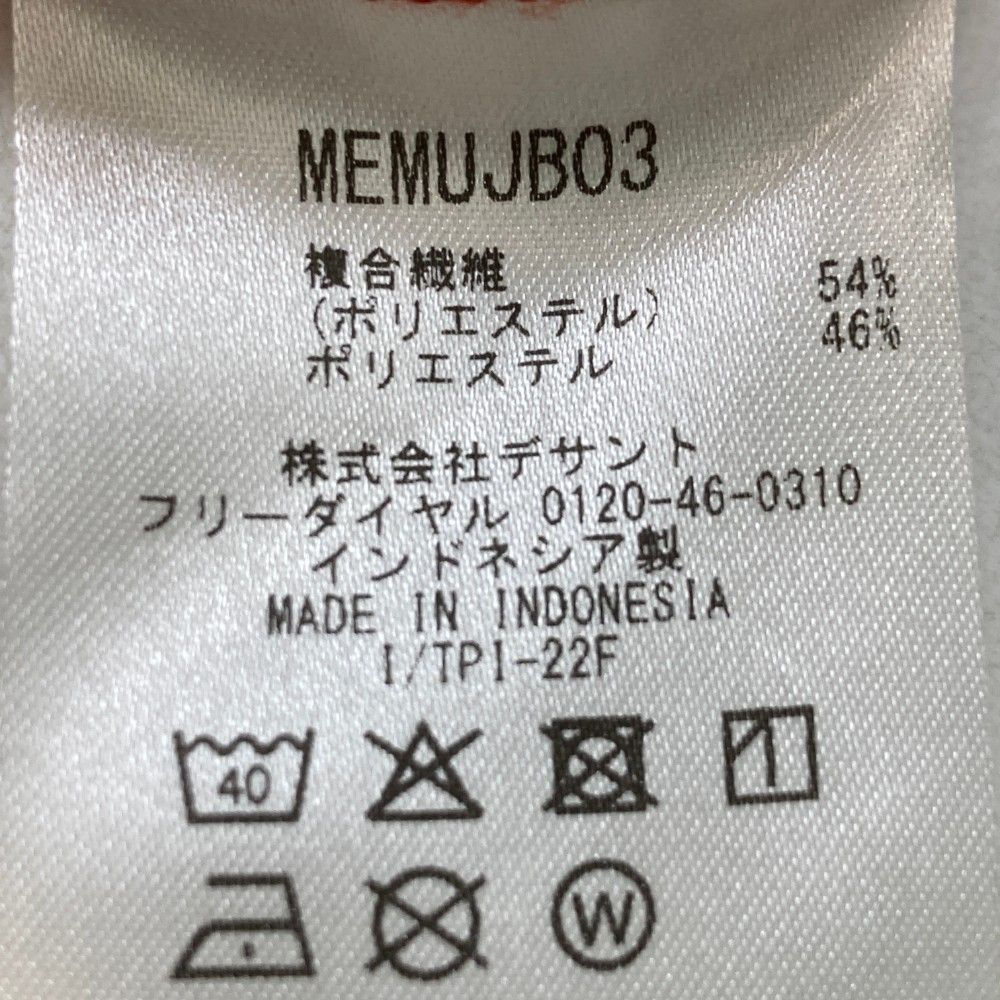 MEMUJB03
複合繊維 54%
(ポリエステル) 46%
ポリエステル
株式会社デサント
フリーダイヤル 0120-46-0310
インドネシア製
MADE IN INDONESIA
I/TPI-22F
40
W